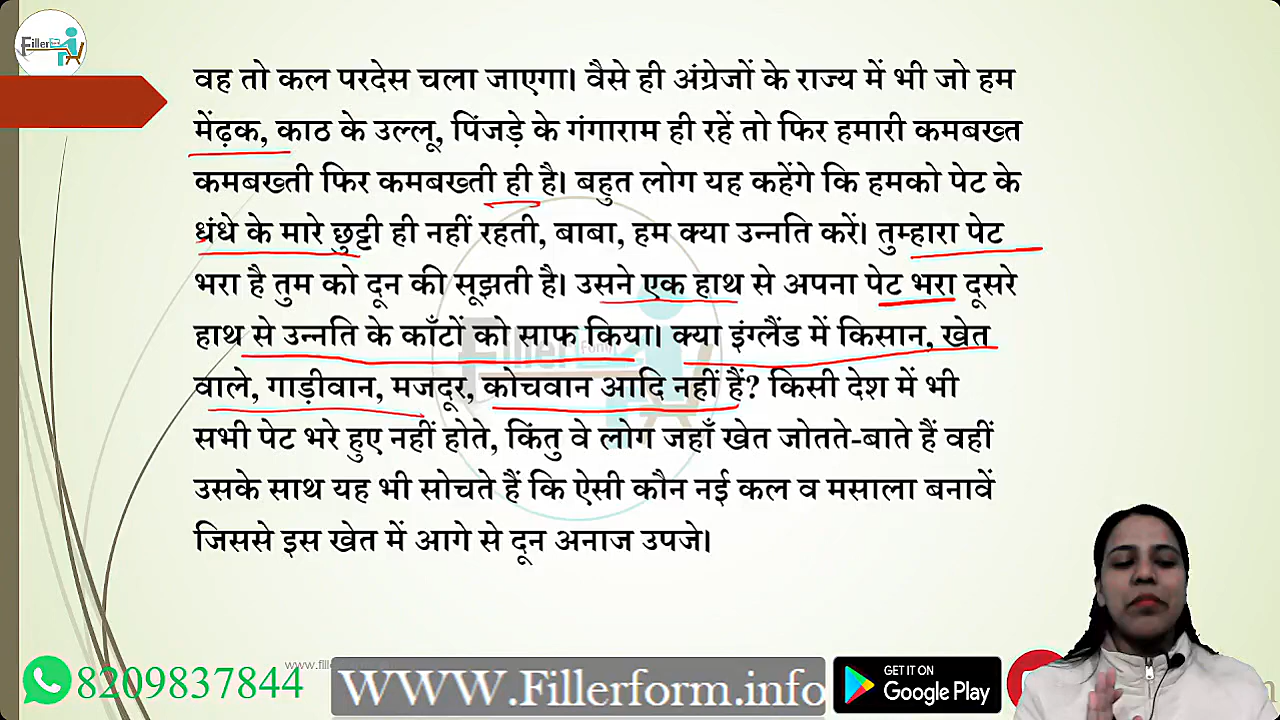 Filler
वह तो कल परदेस चला जाएगा। वैसे ही अंग्रेजों के राज्य में भी जो हम
मेंढ़क, काठ के उल्लू, पिंजड़े के गंगाराम ही रहें तो फिर हमारी कमबख्त
कमबख्ती फिर कमबख्ती ही है। बहुत लोग यह कहेंगे कि हमको पेट के
धंधे के मारे छुट्टी ही नहीं रहती, बाबा, हम क्या उन्नति करें। तुम्हारा पेट
भरा है तुम को दून की सूझती है। उसने एक हाथ से अपना पेट भरा दूसरे
हाथ से उन्नति के काँटों को साफ किया। क्या इंग्लैंड में किसान, खेत
वाले, गाड़ीवान, मजदूर, कोचवान आदि नहीं हैं? किसी देश में भी
सभी पेट भरे हुए नहीं होते, किंतु वे लोग जहाँ खेत जोतते-बाते हैं वहीं
उसके साथ यह भी सोचते हैं कि ऐसी कौन नई कल व मसाला बनावें
जिससे इस खेत में आगे से दून अनाज उपजे।
8209837844
WWW.Fillerform.info
GET IT ON
Google Play